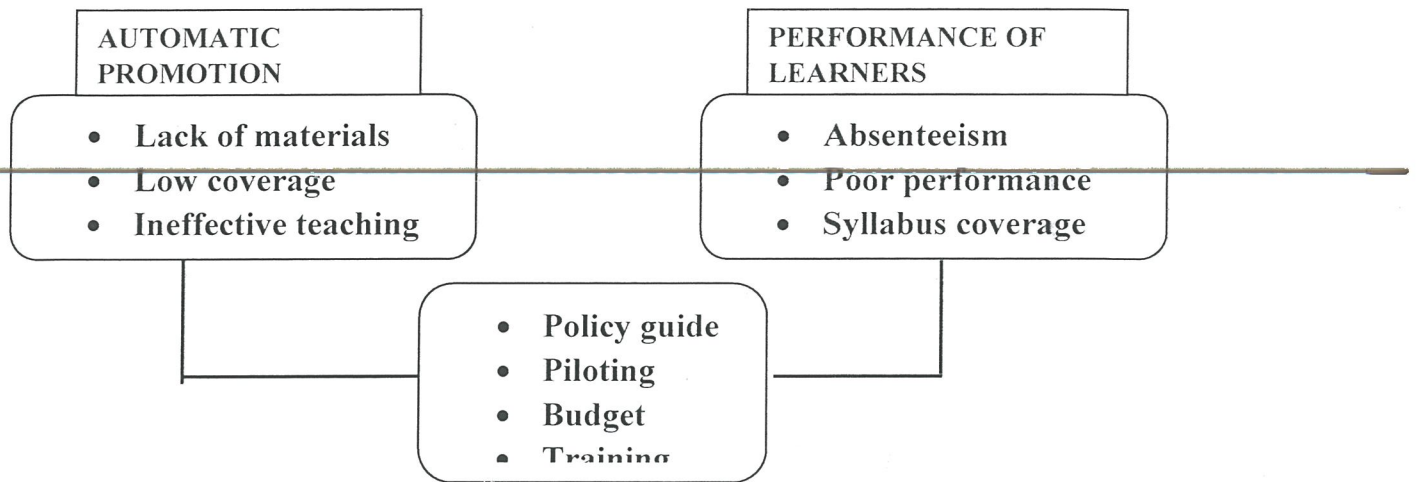 AUTOMATIC
PROMOTION
• Lack of materials
• Low coverage
• Ineffective teaching
PERFORMANCE OF
LEARNERS
• Absenteeism
• Poor performance
• Syllabus coverage
• Policy guide
• Piloting
• Budget
• Training